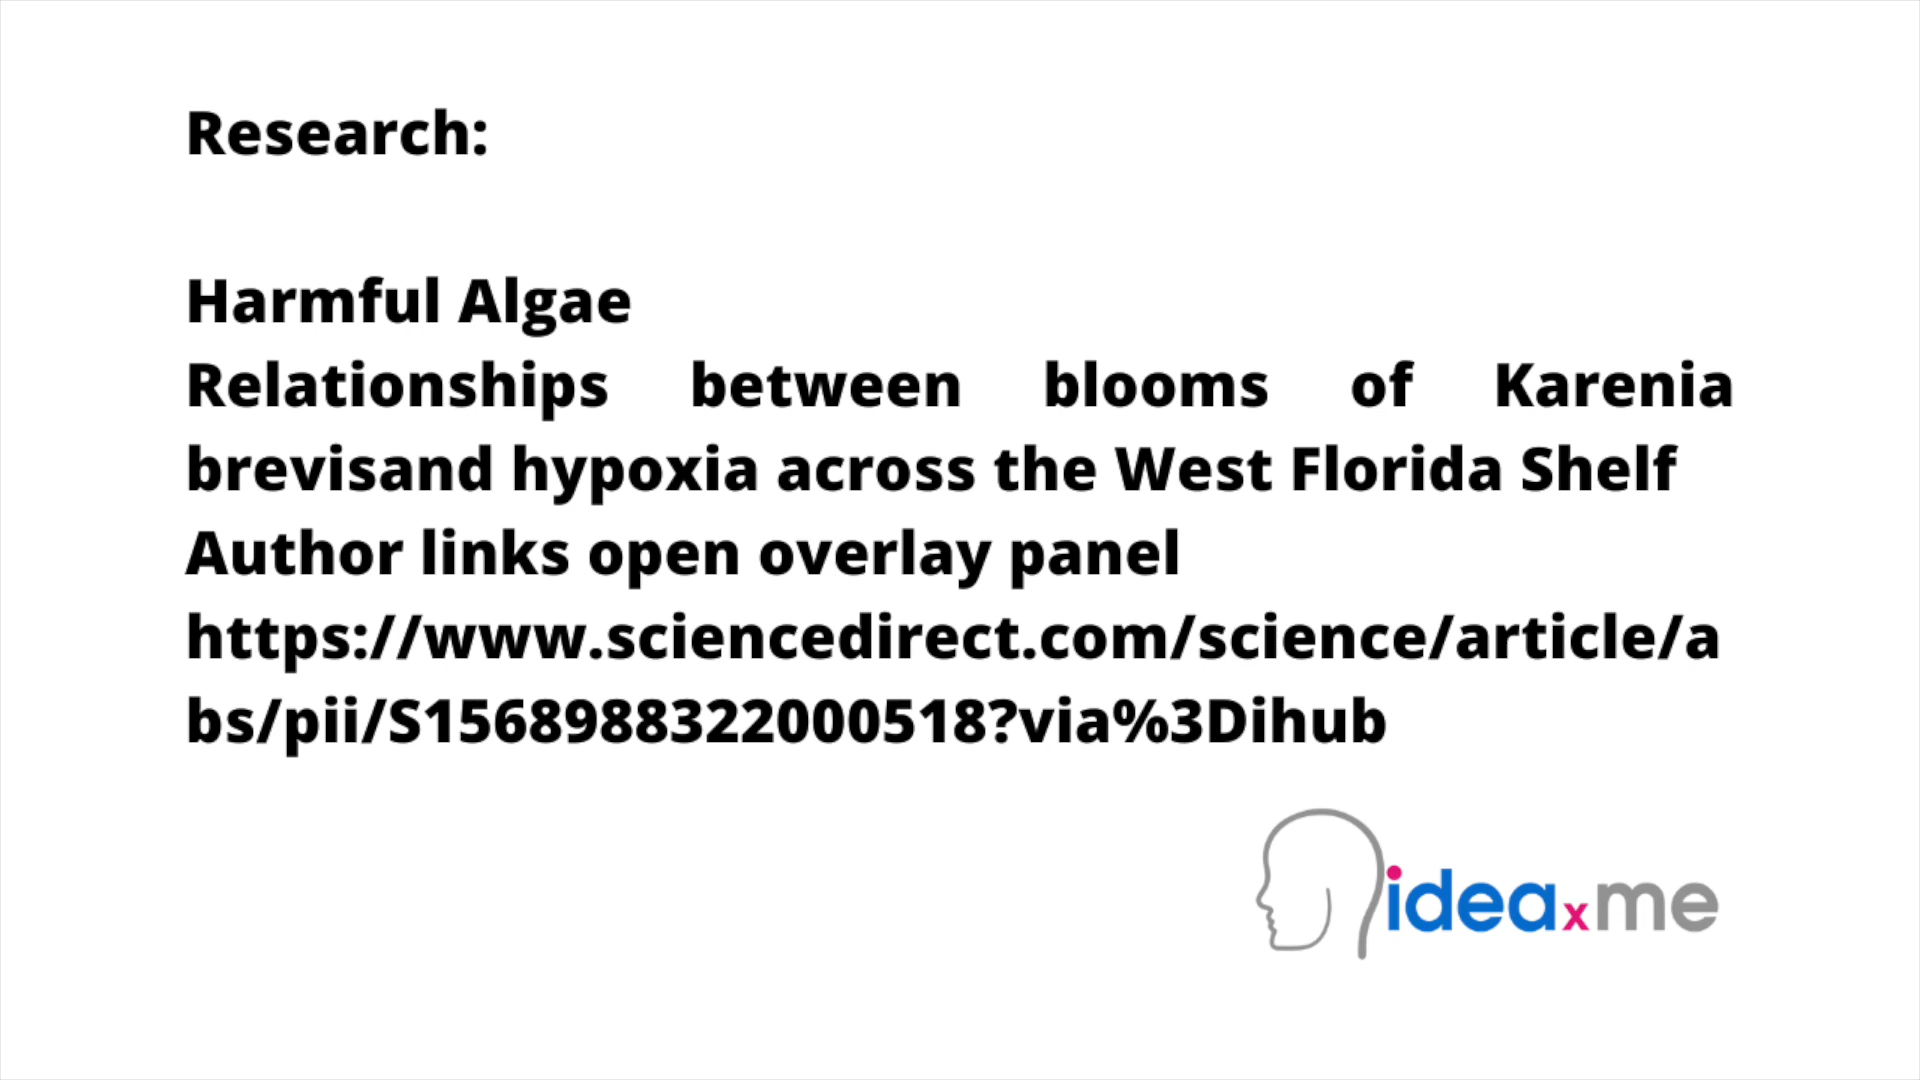 Research:
Harmful Algae
Relationships between blooms of Karenia
brevisand hypoxia across the West Florida Shelf
Author links open overlay panel
https://www.sciencedirect.com/science/article/a
bs/pii/S1568988322000518?via%3Dihub
ideaxme